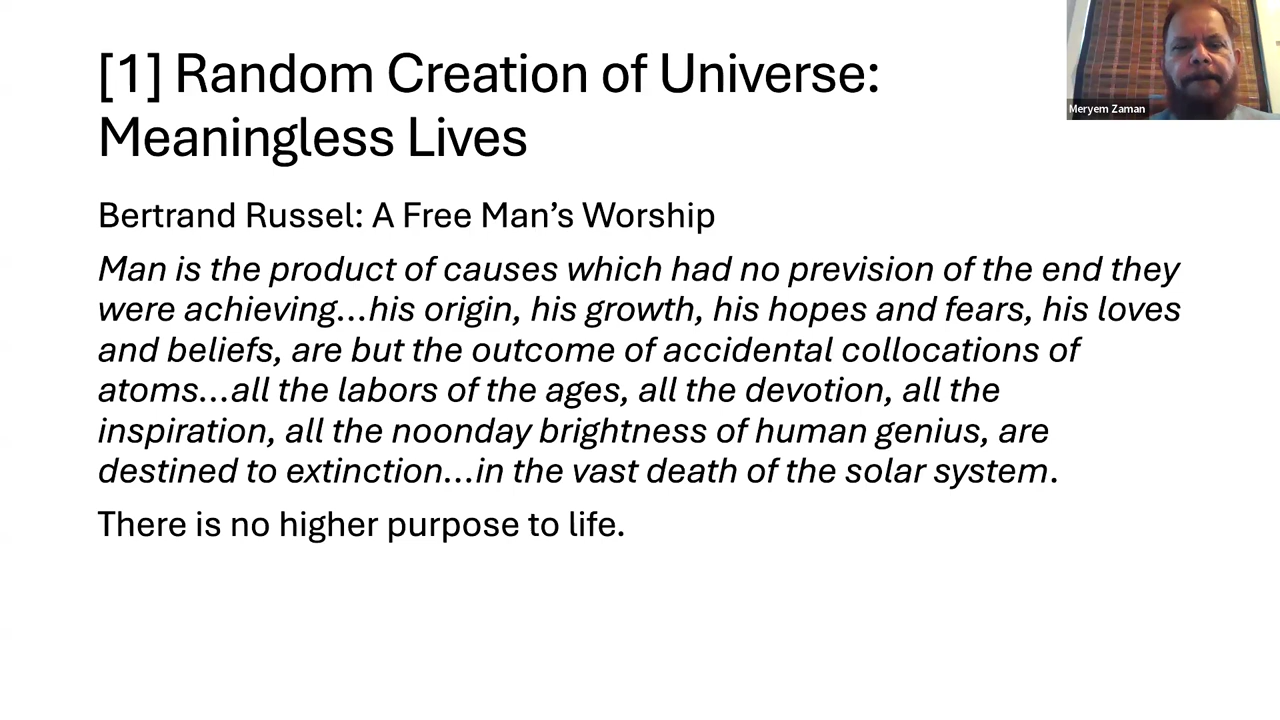 [1] Random Creation of Universe:
Meaningless Lives
Meryem Zaman
Bertrand Russel: A Free Man’s Worship
Man is the product of causes which had no prevision of the end they
were achieving…his origin, his growth, his hopes and fears, his loves
and beliefs, are but the outcome of accidental collocations of
atoms…all the labors of the ages, all the devotion, all the
inspiration, all the noonday brightness of human genius, are
destined to extinction…in the vast death of the solar system.
There is no higher purpose to life.